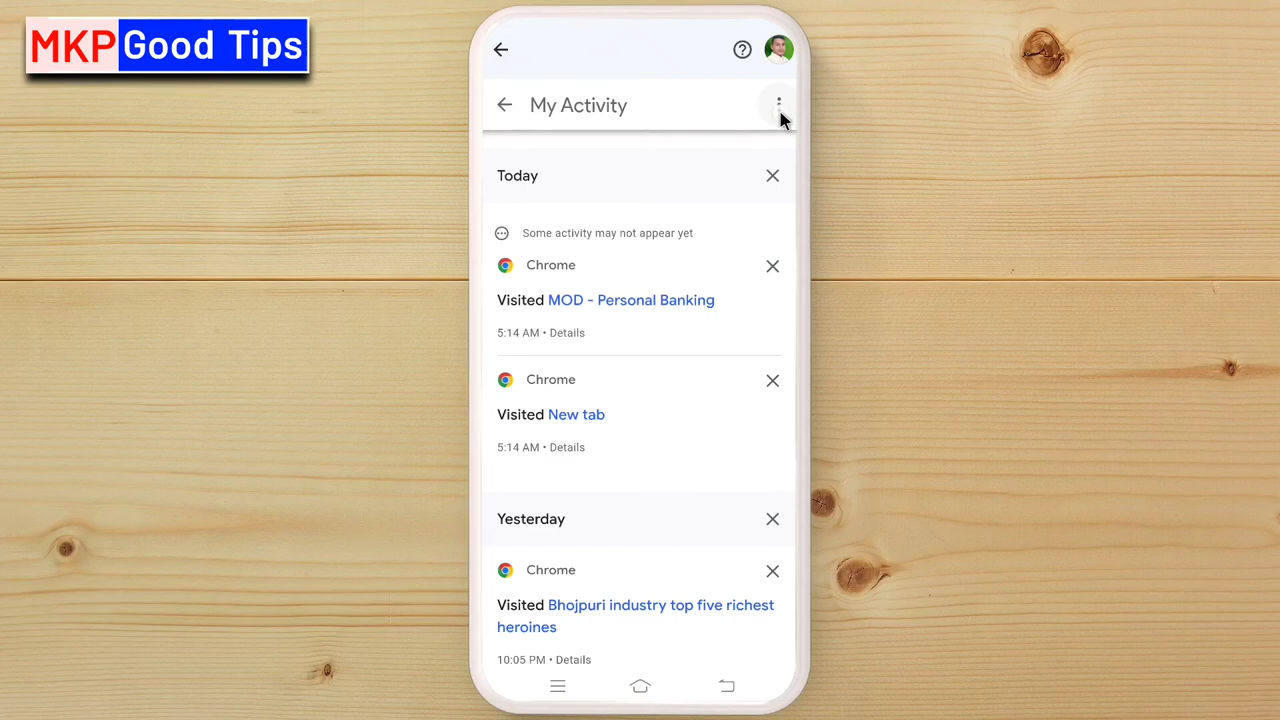 MKP Good Tips
My Activity
Today
Some activity may not appear yet
Chrome
Visited MOD - Personal Banking
5:14 AM • Details
Chrome
Visited New tab
5:14 AM • Details
Yesterday
Chrome
Visited Bhojpuri industry top five richest
heroines
10:05 PM • Details